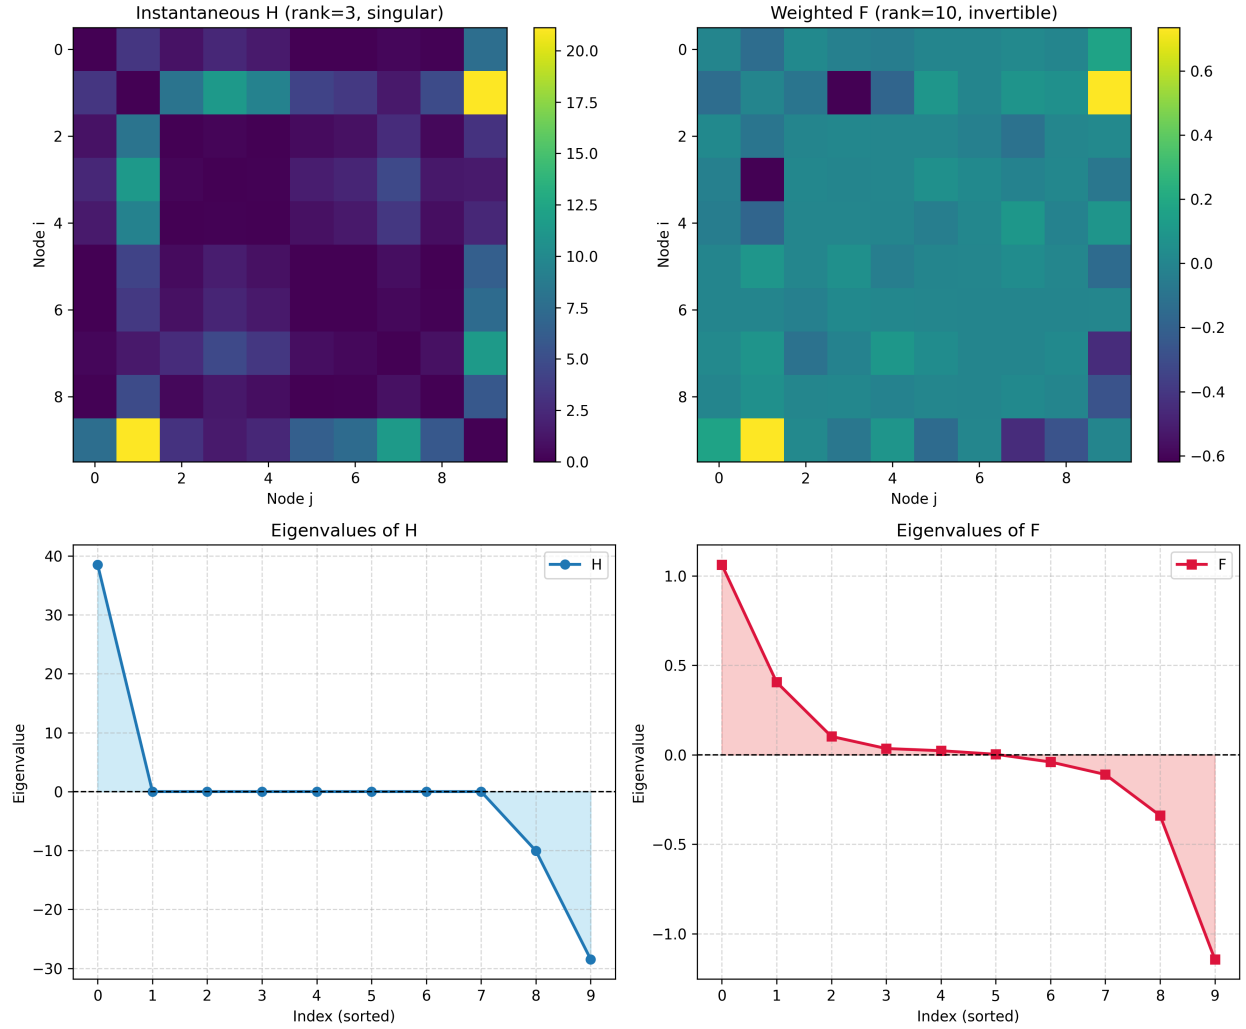 Instantaneous H (rank=3, singular)
Node i
0
2
4
6
8
0 2 4 6 8
Node j
20.0
17.5
15.0
12.5
10.0
7.5
5.0
2.5
0.0
Weighted F (rank=10, invertible)
Node i
0
2
4
6
8
0 2 4 6 8
Node j
0.6
0.4
0.2
0.0
−0.2
−0.4
−0.6
Eigenvalues of H
H
Eigenvalue
40
30
20
10
0
−10
−20
−30
0 1 2 3 4 5 6 7 8 9
Index (sorted)
Eigenvalues of F
F
Eigenvalue
1.0
0.5
0.0
−0.5
−1.0
0 1 2 3 4 5 6 7 8 9
Index (sorted)